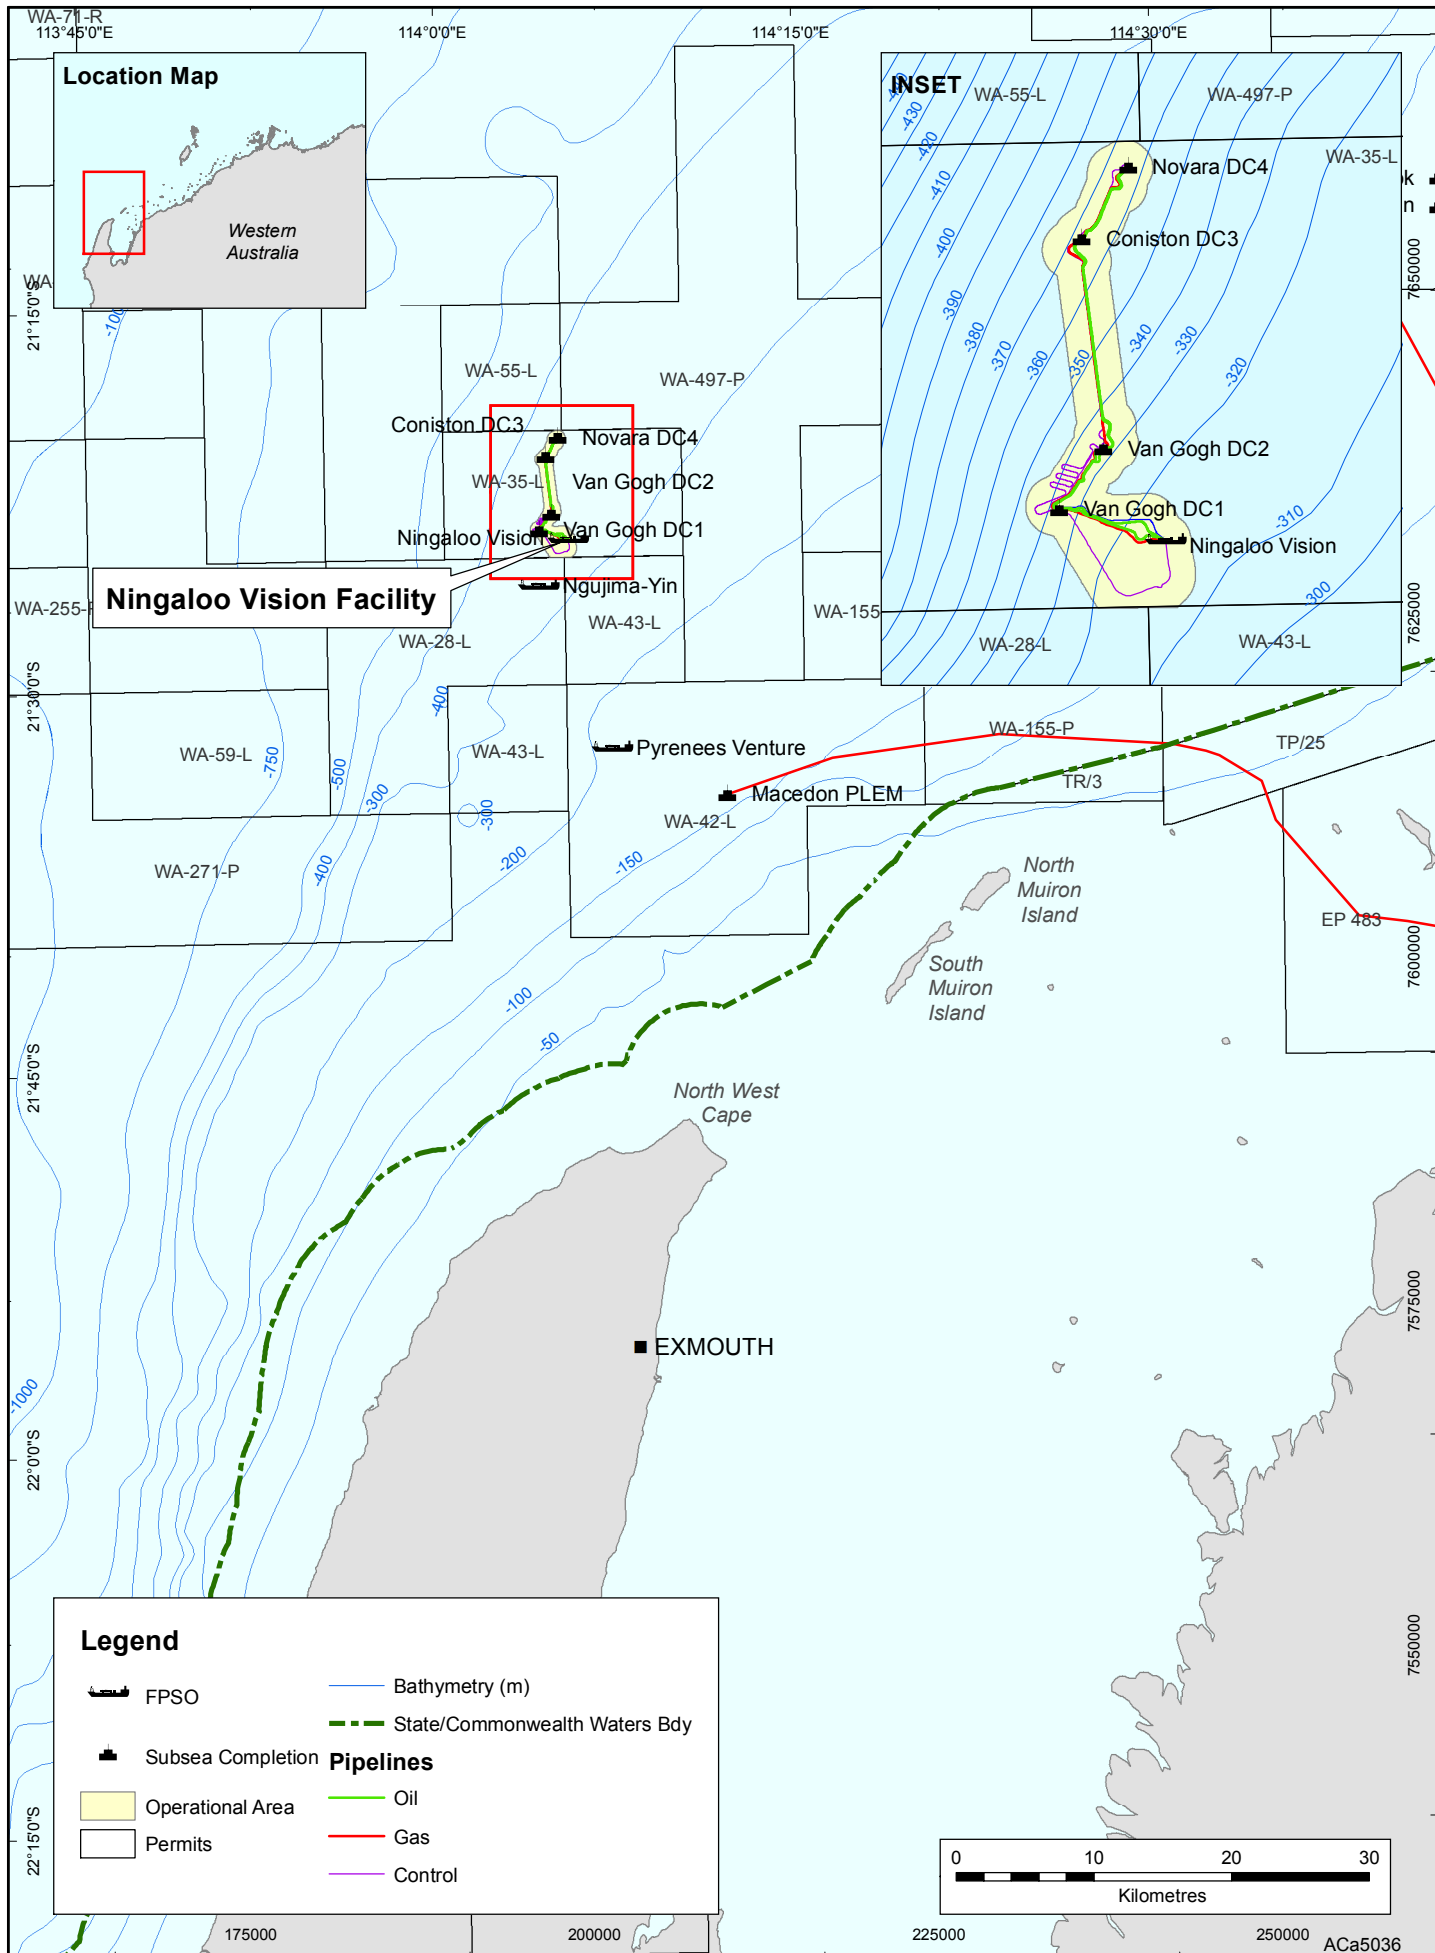 WA-71-R
113°45'0"E
114°0'0"E
114°15'0"E
114°30'0"E
Location Map
Western
Australia
INSET
WA-55-L
WA-497-P
WA-35-L
-430
-420
-410
-400
-390
-380
-370
-360
-350
-340
-330
-320
-310
-300
Novara DC4
Coniston DC3
Van Gogh DC2
Van Gogh DC1
Ningaloo Vision
WA-28-L
WA-43-L
21°15'0"S
-100
WA-55-L
WA-497-P
Coniston DC3
Novara DC4
WA-35-L
Van Gogh DC2
Van Gogh DC1
Ningaloo Vision
Ningaloo Vision Facility
Ngujima-Yin
WA-255-P
WA-28-L
WA-43-L
WA-155
7650000
7625000
21°30'0"S
-400
-750
-500
-300
-300
-400
-200
-150
WA-59-L
WA-43-L
Pyrenees Venture
WA-155-P
TP/25
TR/3
Macedon PLEM
WA-42-L
WA-271-P
North
Muiron
Island
EP 483
South
Muiron
Island
7600000
-100
-50
21°45'0"S
North West
Cape
7575000
EXMOUTH
-1000
22°0'0"S
7550000
Legend
FPSO
Subsea Completion
Operational Area
Permits
Bathymetry (m)
State/Commonwealth Waters Bdy
Pipelines
Oil
Gas
Control
22°15'0"S
0
10
20
30
Kilometres
175000
200000
225000
250000
ACa5036